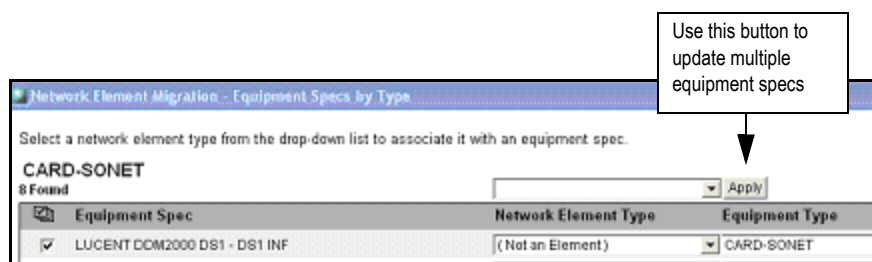 Use this button to
update multiple
equipment specs
Network Element Migration - Equipment Specs by Type
Select a network element type from the drop-down list to associate it with an equipment spec.
CARD-SONET
8 Found
Apply
Equipment Spec Network Element Type Equipment Type
LUCENT DDM2000 DS1 - DS1 INF (Not an Element) CARD-SONET